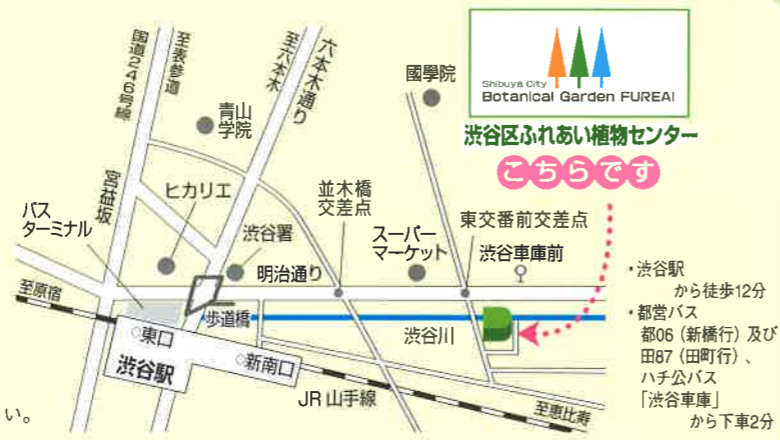 Shibuya City
Botanical Garden FUREAI
渋谷区ふれあい植物センター
こちらです
国道246号線
至表参道
六本木通り
至六本木
青山
学院
國學院
宮益坂
ヒカリエ
バス
ターミナル
渋谷署
並木橋
交差点
スーパー
マーケット
東交番前交差点
渋谷車庫前
明治通り
至原宿
歩道橋
渋谷川
東口
新南口
渋谷駅
JR山手線
至恵比寿
・渋谷駅
から徒歩12分
・都営バス
都06（新橋行）及び
田87（田町行）、
ハチ公バス
「渋谷車庫」
から下車2分
い。